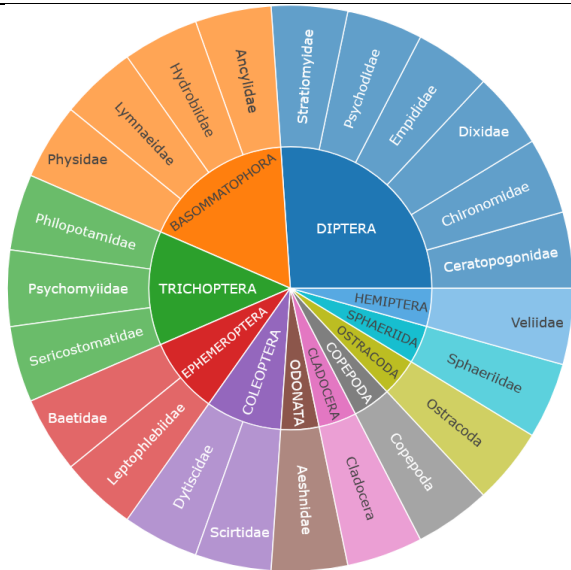 DIPTERA
Stratiomyidae
Psychodidae
Empididae
Dixidae
Chironomidae
Ceratopogonidae
HEMIPTERA
Veliidae
SPHAERIIDA
Sphaeriidae
OSTRACODA
Ostracoda
COPEPODA
Copepoda
CLADOCERA
Cladocera
ODONATA
Aeshnidae
COLEOPTERA
Scirtidae
Dytiscidae
EPHEMEROPTERA
Leptophlebiidae
Baetidae
TRICHOPTERA
Sericostomatidae
Psychomyiidae
Philopotamidae
BASOMMATOPHORA
Physidae
Lymnaeidae
Hydrobiidae
Ancylidae